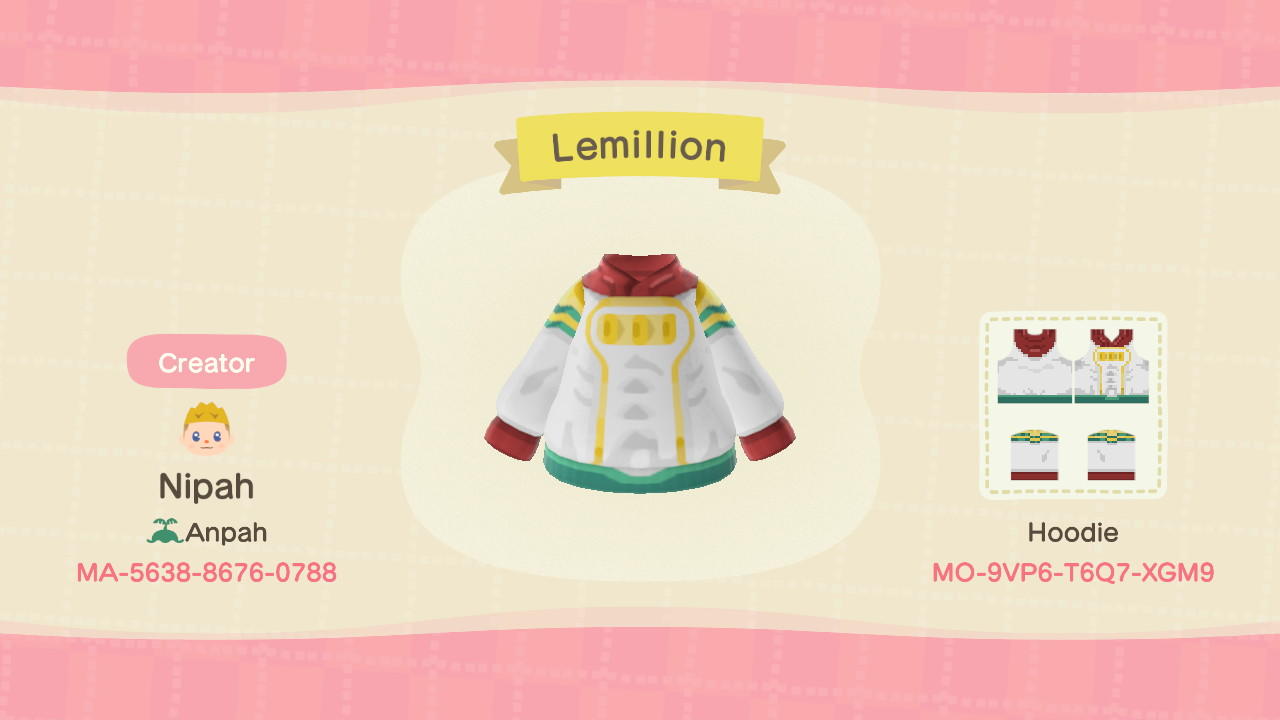 Lemillion
Creator
Nipah
Anpah
MA-5638-8676-0788
Hoodie
MO-9VP6-T6Q7-XGM9